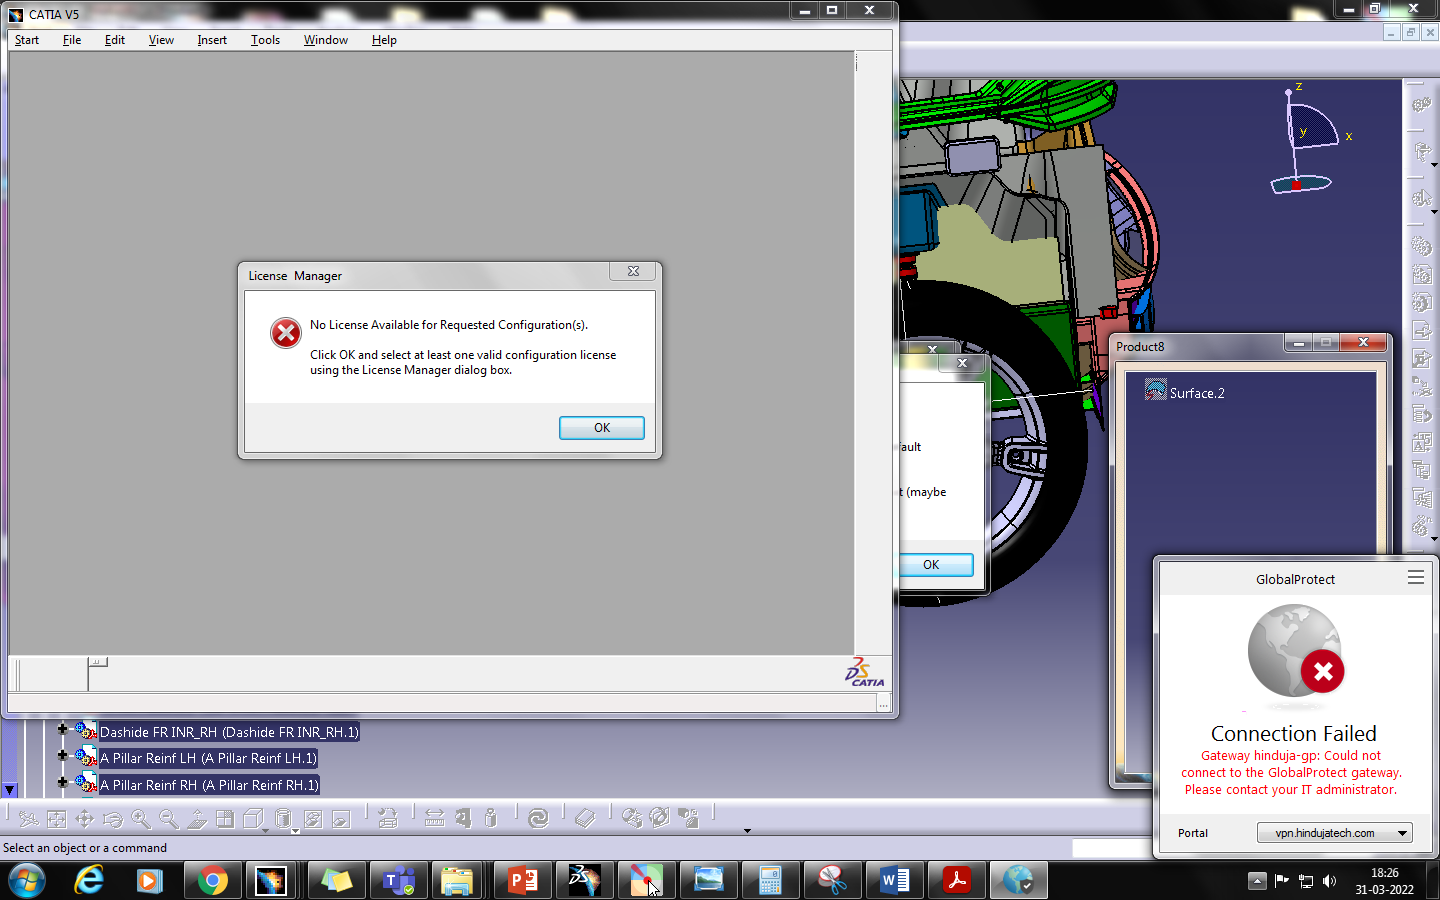 CATIA V5
Start File Edit View Insert Tools Window Help
License Manager
No License Available for Requested Configuration(s).
Click OK and select at least one valid configuration license
using the License Manager dialog box.
OK
z
y
x
fault
t (maybe
OK
Product8
Surface.2
GlobalProtect
Connection Failed
Gateway hinduja-gp: Could not
connect to the GlobalProtect gateway.
Please contact your IT administrator.
Portal vpn.hindujatech.com
CATIA
Dashide FR INR_RH (Dashide FR INR_RH.1)
A Pillar Reinf LH (A Pillar Reinf LH.1)
A Pillar Reinf RH (A Pillar Reinf RH.1)
Select an object or a command
18:26
31-03-2022